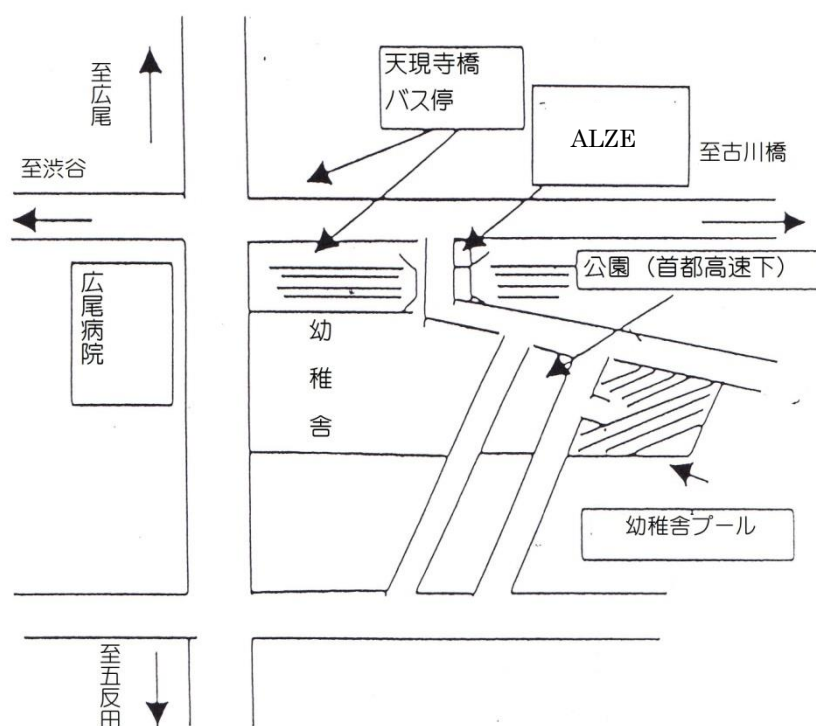 天現寺橋
バス停
至広尾
ALZE
至渋谷
至古川橋
公園（首都高速下）
広尾病院
幼稚舎
幼稚舎プール
至五反田